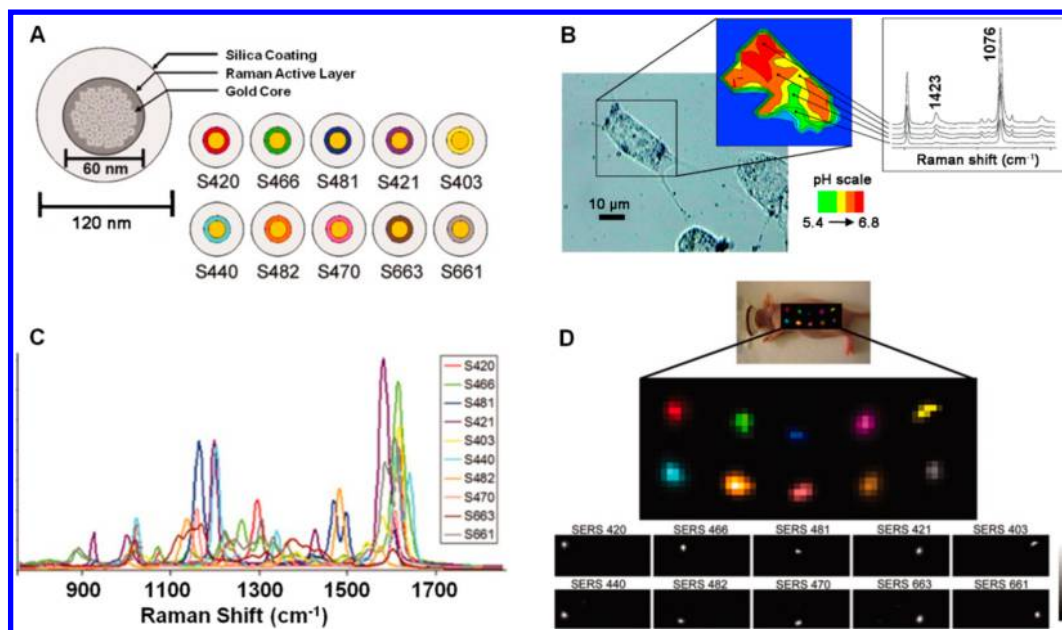 A
Silica Coating
Raman Active Layer
Gold Core
60 nm
120 nm
S420 S466 S481 S421 S403
S440 S482 S470 S663 S661
B
1423
1076
Raman shift (cm-1)
10 µm
pH scale
5.4 6.8
C
S420
S466
S481
S421
S403
S440
S482
S470
S663
S661
900 1100 1300 1500 1700
Raman Shift (cm-1)
D
SERS 420 SERS 466 SERS 481 SERS 421 SERS 403
SERS 440 SERS 482 SERS 470 SERS 663 SERS 661